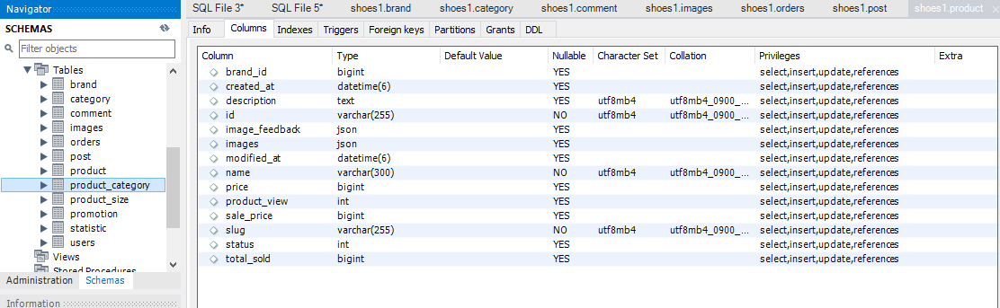 Navigator
SCHEMAS
Filter objects
Tables
brand
category
comment
images
orders
post
product
product_category
product_size
promotion
statistic
users
Views
Stored Procedures
Administration Schemas
Information
SQL File 3* SQL File 5* shoes1.brand shoes1.category shoes1.comment shoes1.images shoes1.orders shoes1.post shoes1.product
Info Columns Indexes Triggers Foreign keys Partitions Grants DDL
Column Type Default Value Nullable Character Set Collation Privileges Extra
brand_id bigint YES select,insert,update,references
created_at datetime(6) YES select,insert,update,references
description text YES utf8mb4 utf8mb4_0900_... select,insert,update,references
id varchar(255) NO utf8mb4 utf8mb4_0900_... select,insert,update,references
image_feedback json YES select,insert,update,references
images json YES select,insert,update,references
modified_at datetime(6) YES select,insert,update,references
name varchar(300) NO utf8mb4 utf8mb4_0900_... select,insert,update,references
price bigint YES select,insert,update,references
product_view int YES select,insert,update,references
sale_price bigint YES select,insert,update,references
slug varchar(255) NO utf8mb4 utf8mb4_0900_... select,insert,update,references
status int YES select,insert,update,references
total_sold bigint YES select,insert,update,references